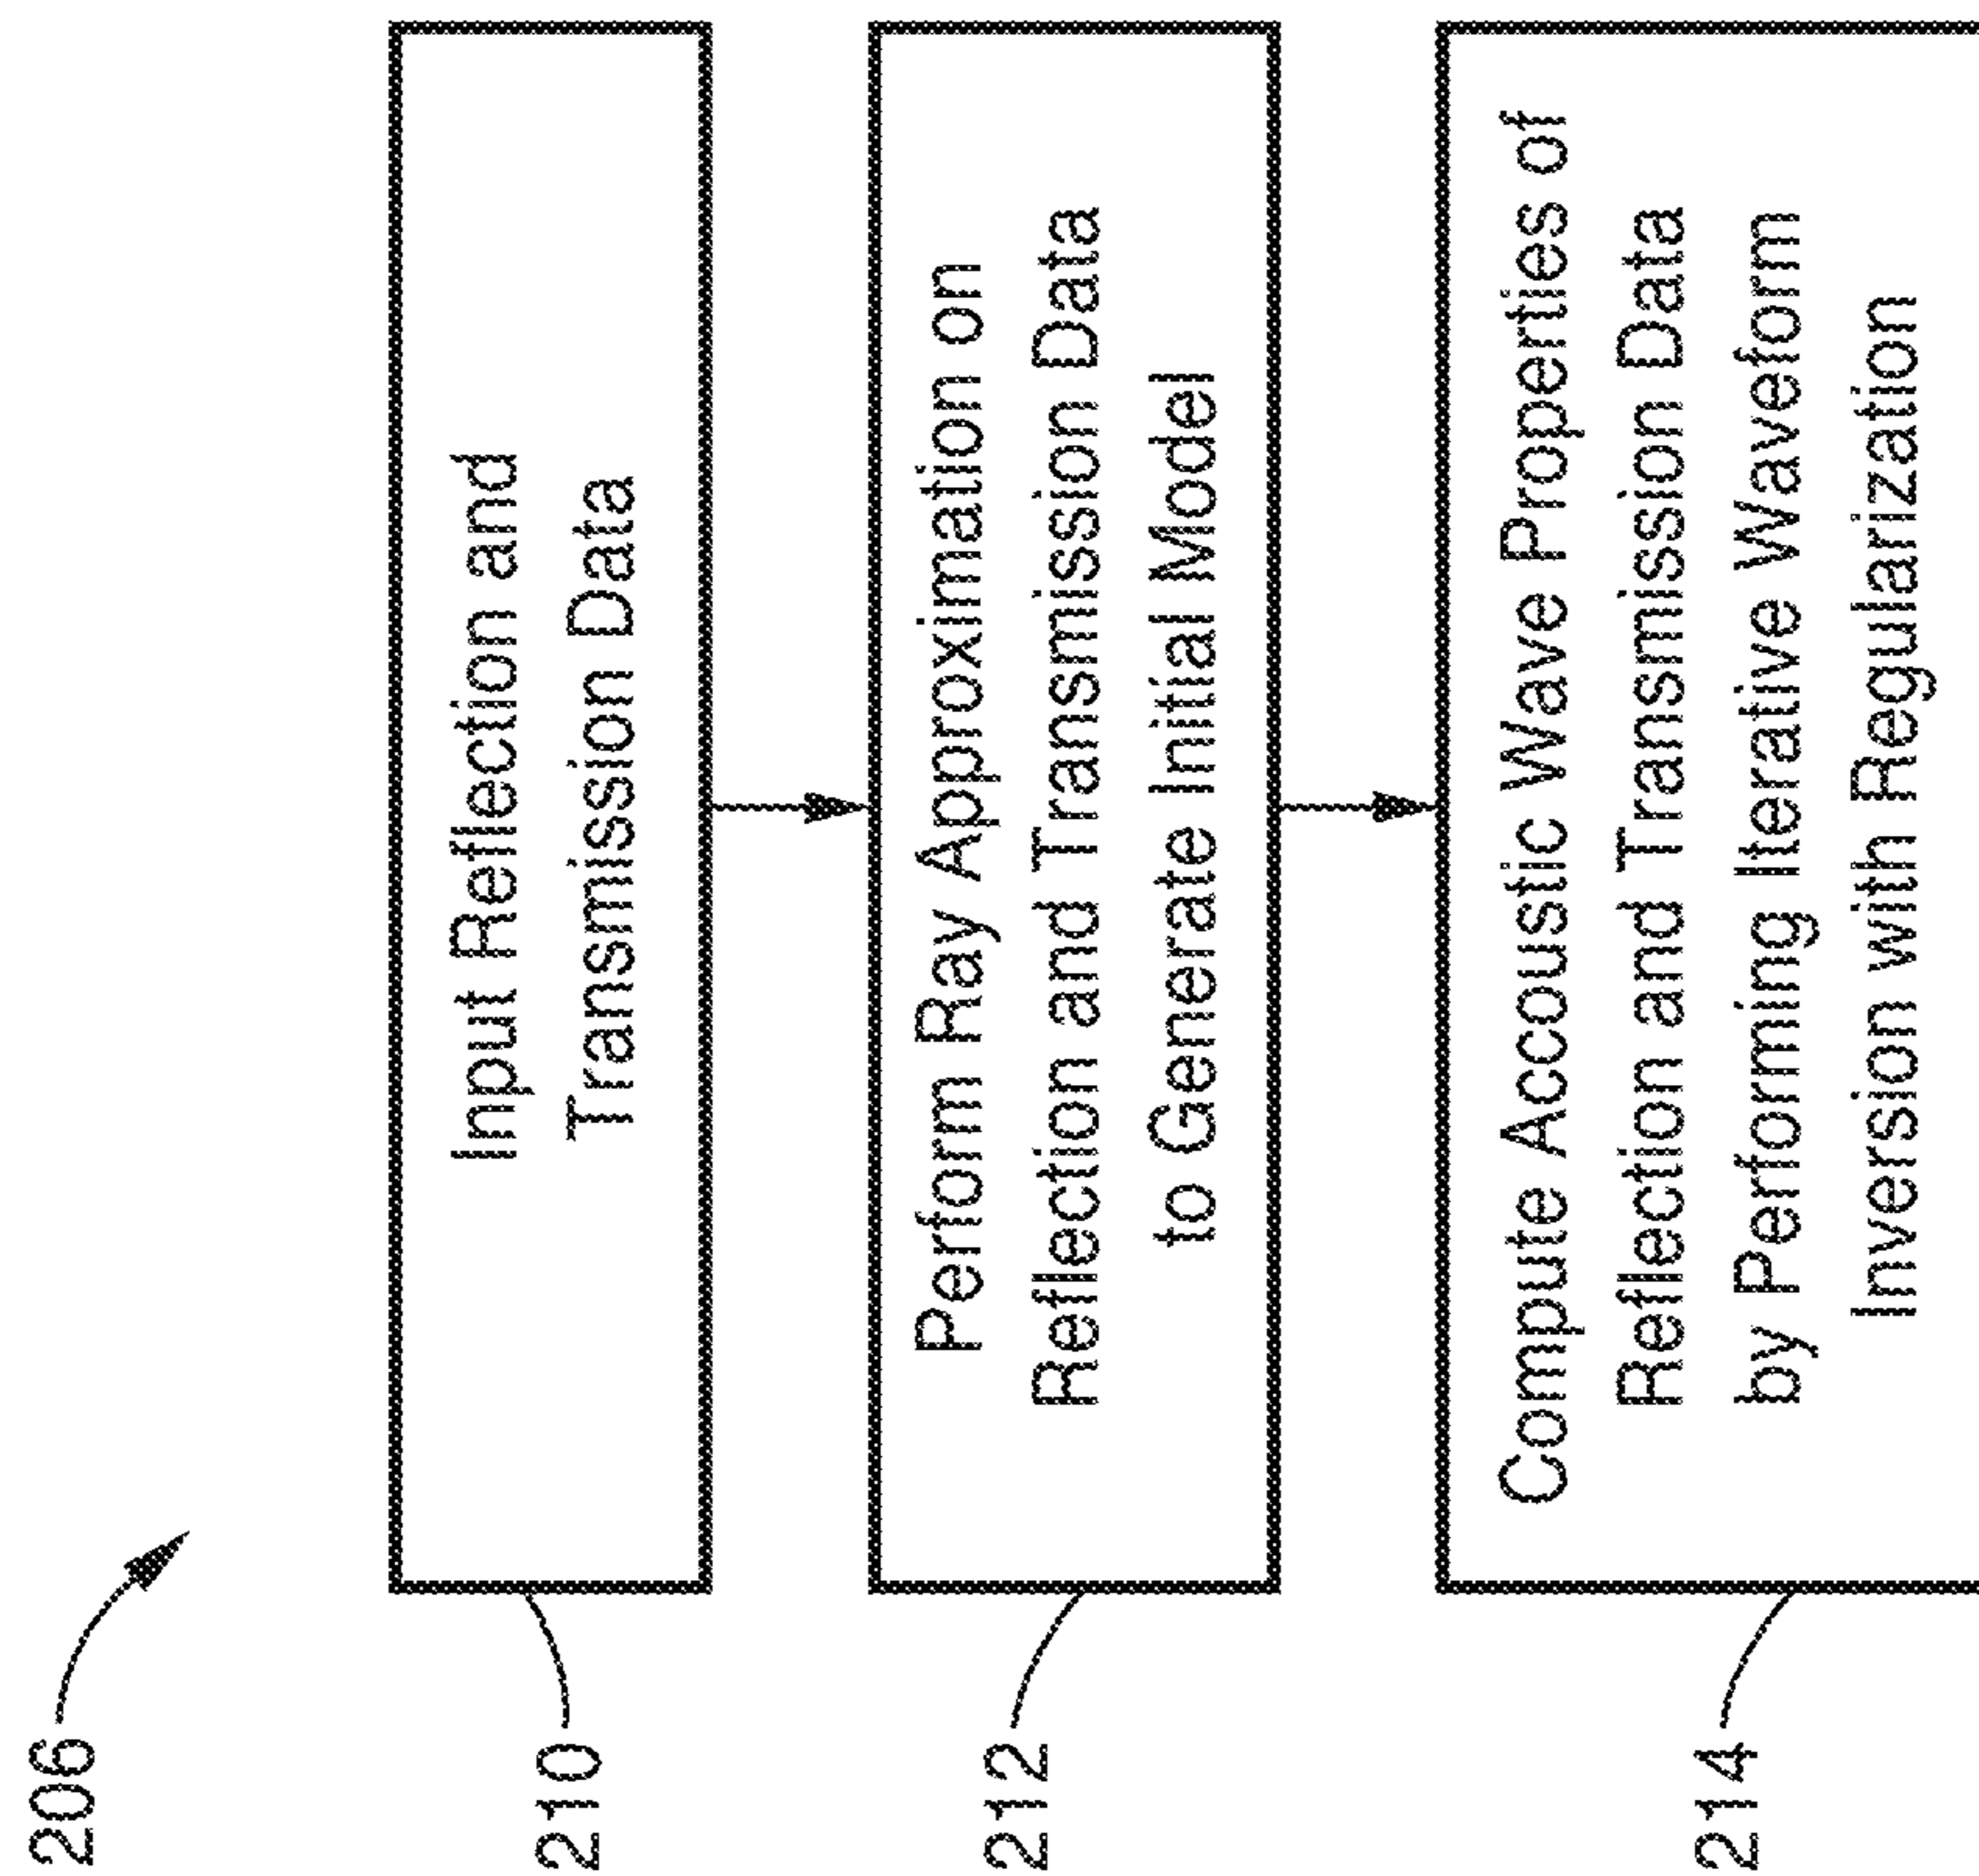 206
210
Input Reflection and
Transmission Data
212
Perform Ray Approximation on
Reflection and Transmission Data
to Generate Initial Model
214
Compute Accoustic Wave Properties of
Reflection and Transmission Data
by Performing Iterative Waveform
Inversion with Regularization